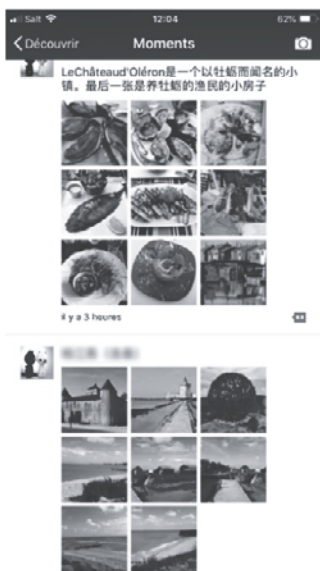 Salt 12:04 62%
Découvrir Moments
LeChâteaud'Oléron是一个以牡蛎而闻名的小
镇。最后一张是养牡蛎的渔民的小房子
il y a 3 heures